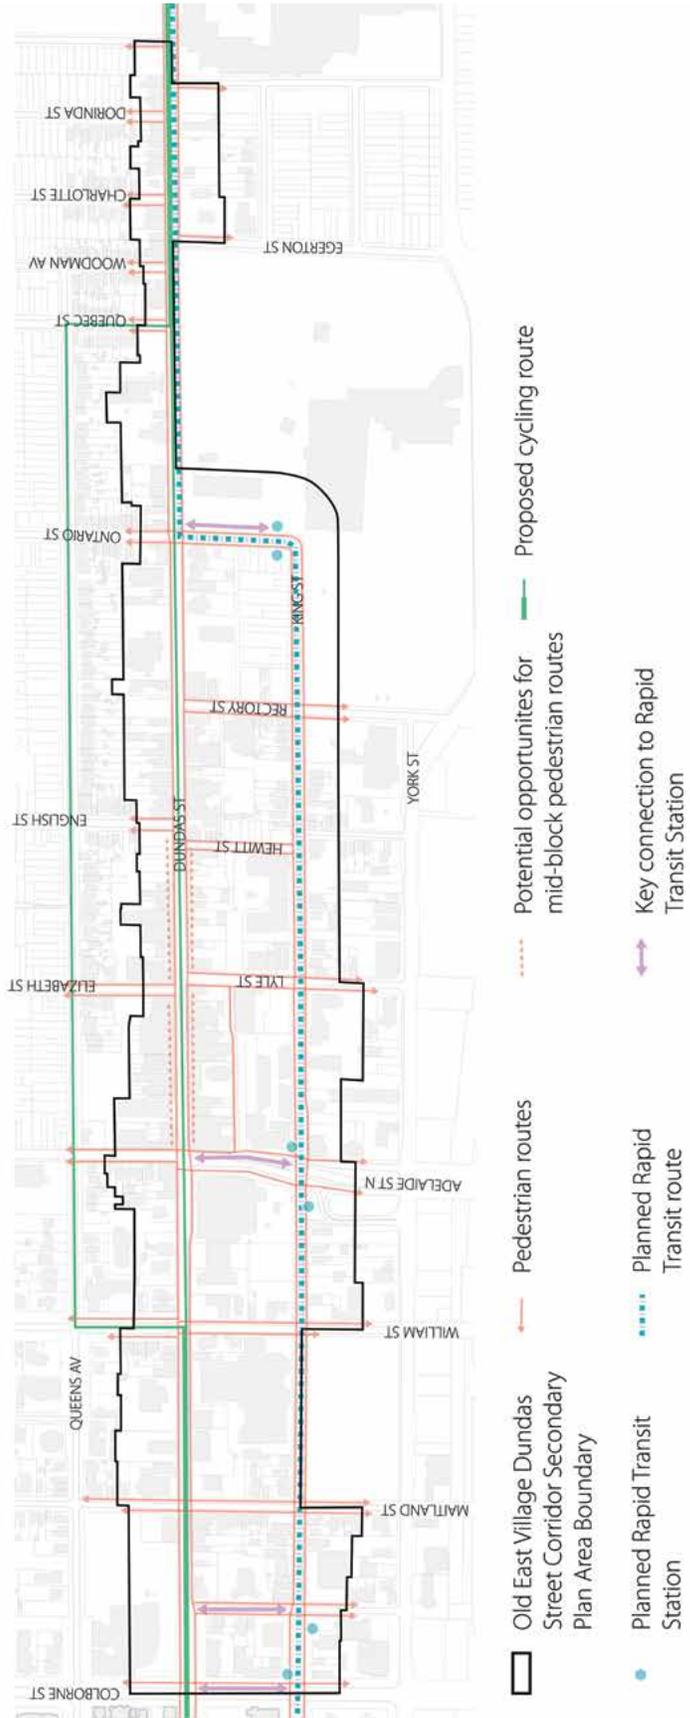 COLBORNE ST
QUEENS AV
MAITLAND ST
WILLIAM ST
ADELAIDE ST N
ELIZABETH ST
LYLE ST
DUNDAS ST
HEWITT ST
ENGLISH ST
YORK ST
RECTORY ST
KING ST
ONTARIO ST
QUEBEC ST
EGERTON ST
WOODMAN AV
CHARLOTTE ST
DORINDA ST
Old East Village Dundas
Street Corridor Secondary
Plan Area Boundary
Planned Rapid Transit
Station
Pedestrian routes
Planned Rapid
Transit route
Potential opportunites for
mid-block pedestrian routes
Key connection to Rapid
Transit Station
Proposed cycling route